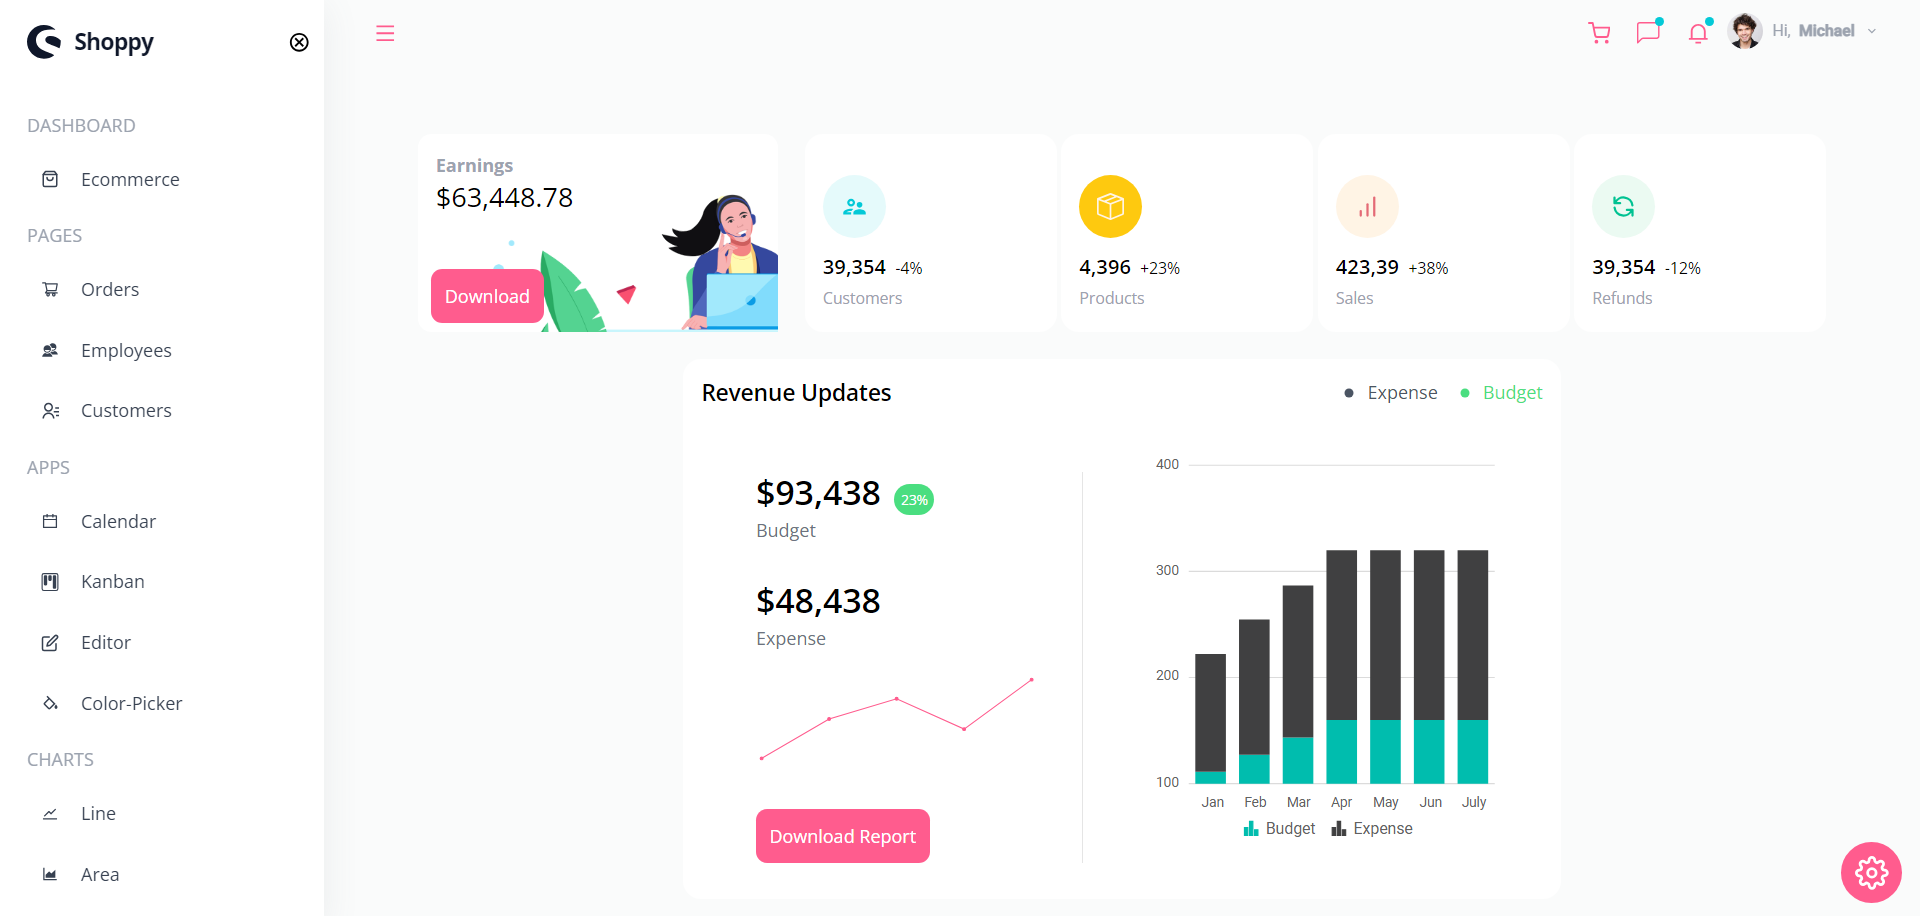 Shoppy
Hi, Michael
DASHBOARD
Ecommerce
PAGES
Orders
Employees
Customers
APPS
Calendar
Kanban
Editor
Color-Picker
CHARTS
Line
Area
Earnings
$63,448.78
Download
39,354 -4%
Customers
4,396 +23%
Products
423,39 +38%
Sales
39,354 -12%
Refunds
Revenue Updates
Expense Budget
$93,438 23%
Budget
$48,438
Expense
Download Report
400
300
200
100
Jan Feb Mar Apr May Jun July
Budget Expense